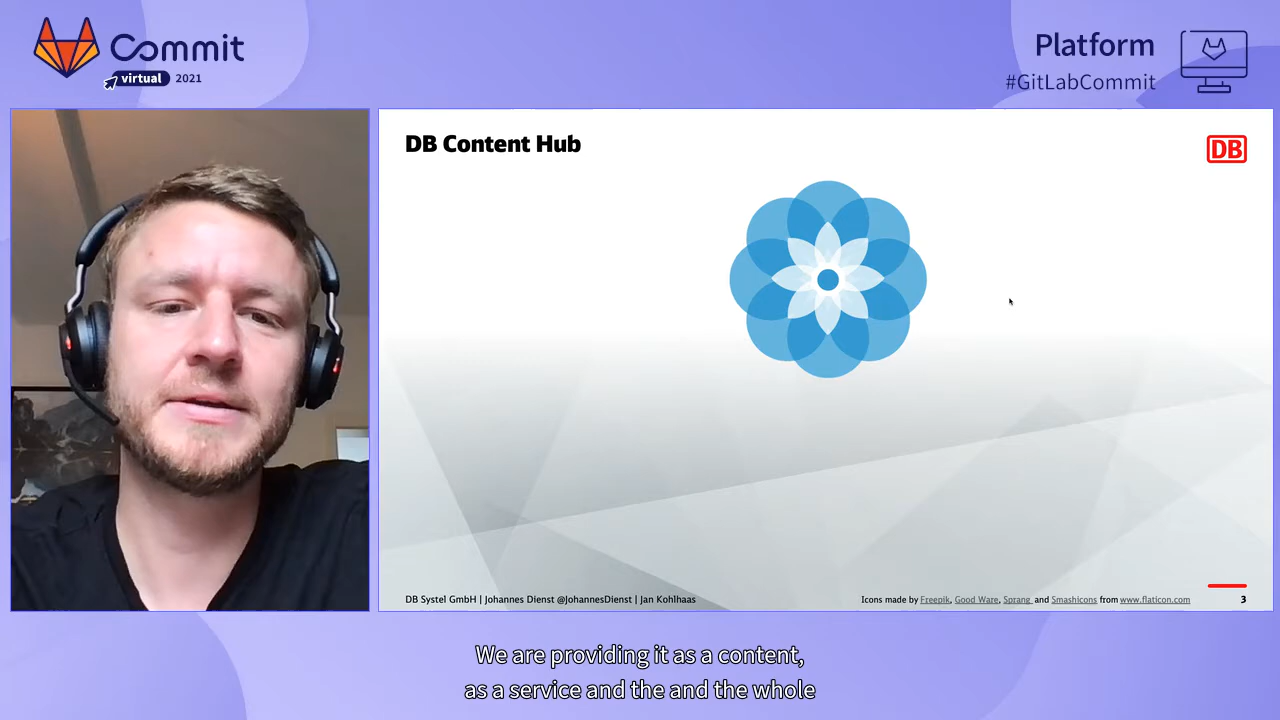 Commit
virtual 2021
Platform
#GitLabCommit
DB Content Hub
DB
DB Systel GmbH | Johannes Dienst @JohannesDienst | Jan Kohlhaas
Icons made by Freepik, Good Ware, Sprang and Smashicons from www.flaticon.com
3
We are providing it as a content,
as a service and the and the whole